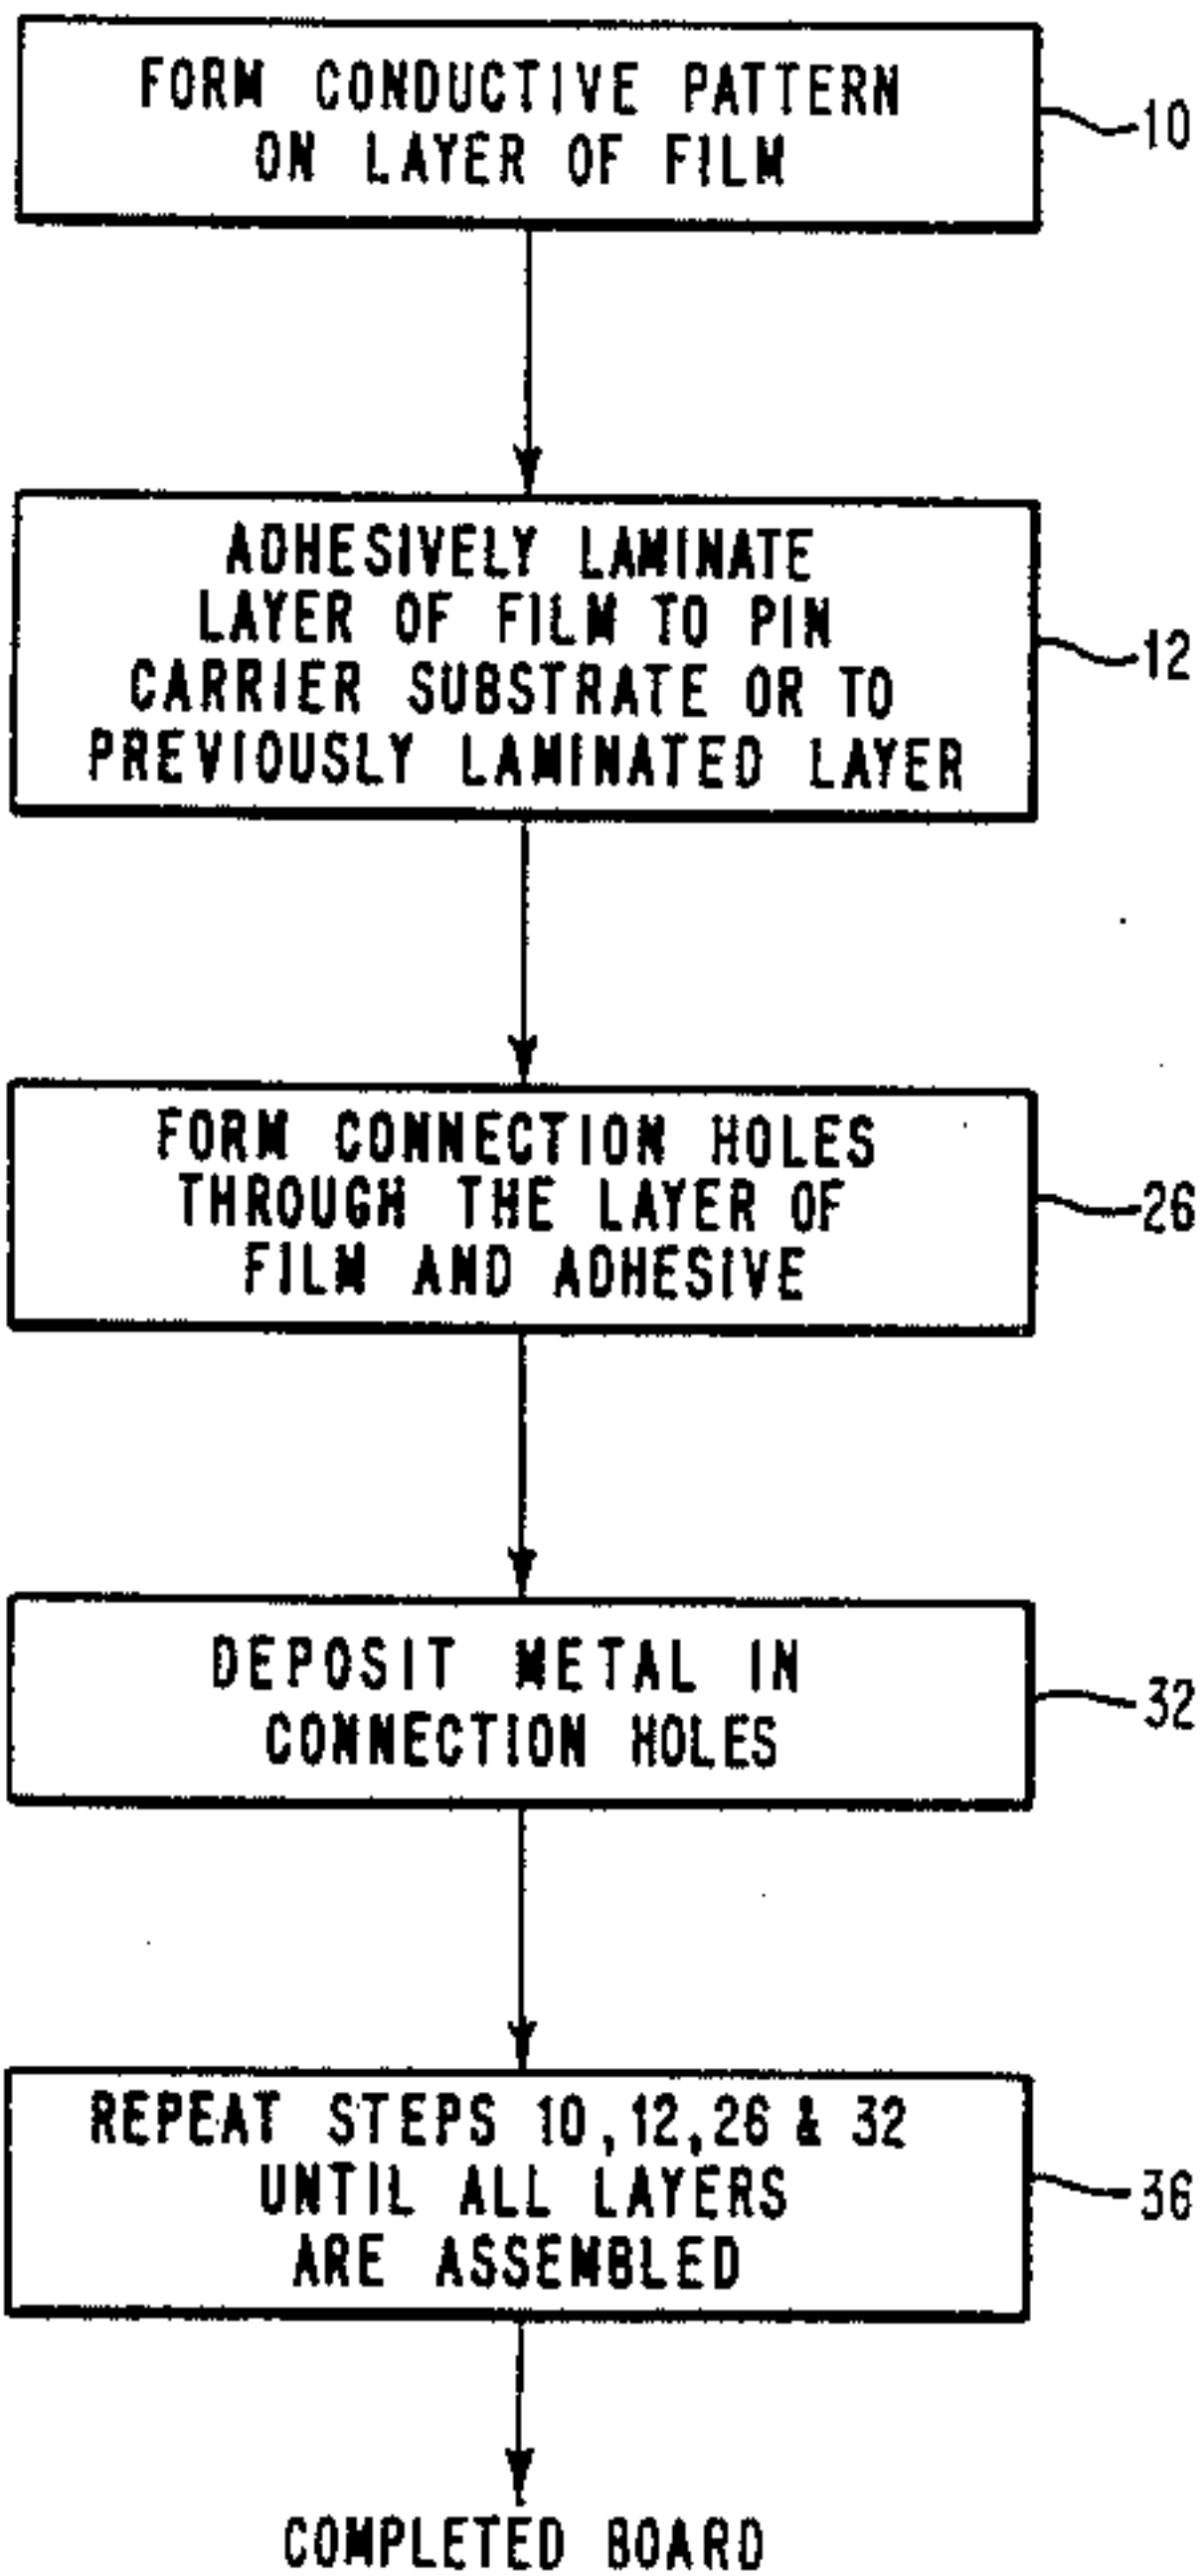 FORM CONDUCTIVE PATTERN
ON LAYER OF FILM
10
ADHESIVELY LAMINATE
LAYER OF FILM TO PIN
CARRIER SUBSTRATE OR TO
PREVIOUSLY LAMINATED LAYER
12
FORM CONNECTION HOLES
THROUGH THE LAYER OF
FILM AND ADHESIVE
26
DEPOSIT METAL IN
CONNECTION HOLES
32
REPEAT STEPS 10,12,26 & 32
UNTIL ALL LAYERS
ARE ASSEMBLED
36
COMPLETED BOARD